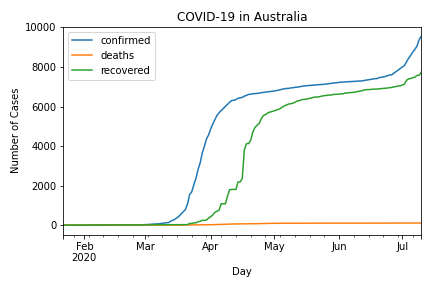 COVID-19 in Australia
confirmed
deaths
recovered
Number of Cases
10000
8000
6000
4000
2000
0
Feb
2020
Mar
Apr
May
Jun
Jul
Day